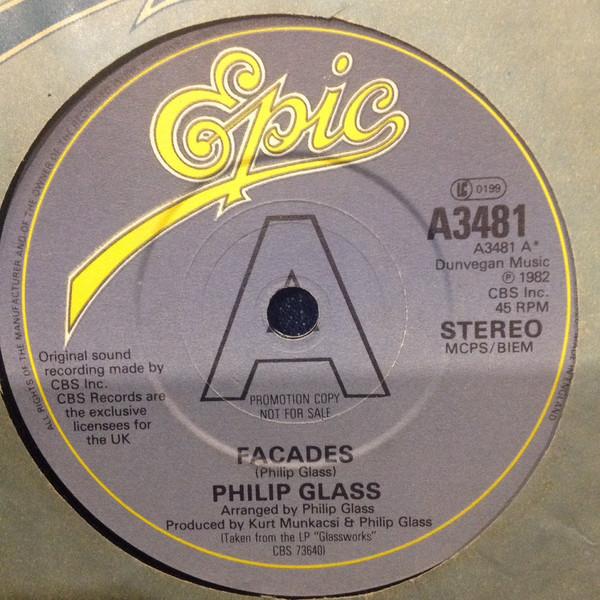 Epic
LC 0199
A3481
A3481 A*
Dunvegan Music
℗ 1982
CBS Inc.
45 RPM
STEREO
MCPS/BIEM
Original sound
recording made by
CBS Inc.
CBS Records are
the exclusive
licensees for
the UK
A
PROMOTION COPY
NOT FOR SALE
FACADES
(Philip Glass)
PHILIP GLASS
Arranged by Philip Glass
Produced by Kurt Munkacsi & Philip Glass
(Taken from the LP "Glassworks"
CBS 73640)
ALL RIGHTS OF THE MANUFACTURER AND OF THE OWNER OF THE RECORDED
ENGLAND